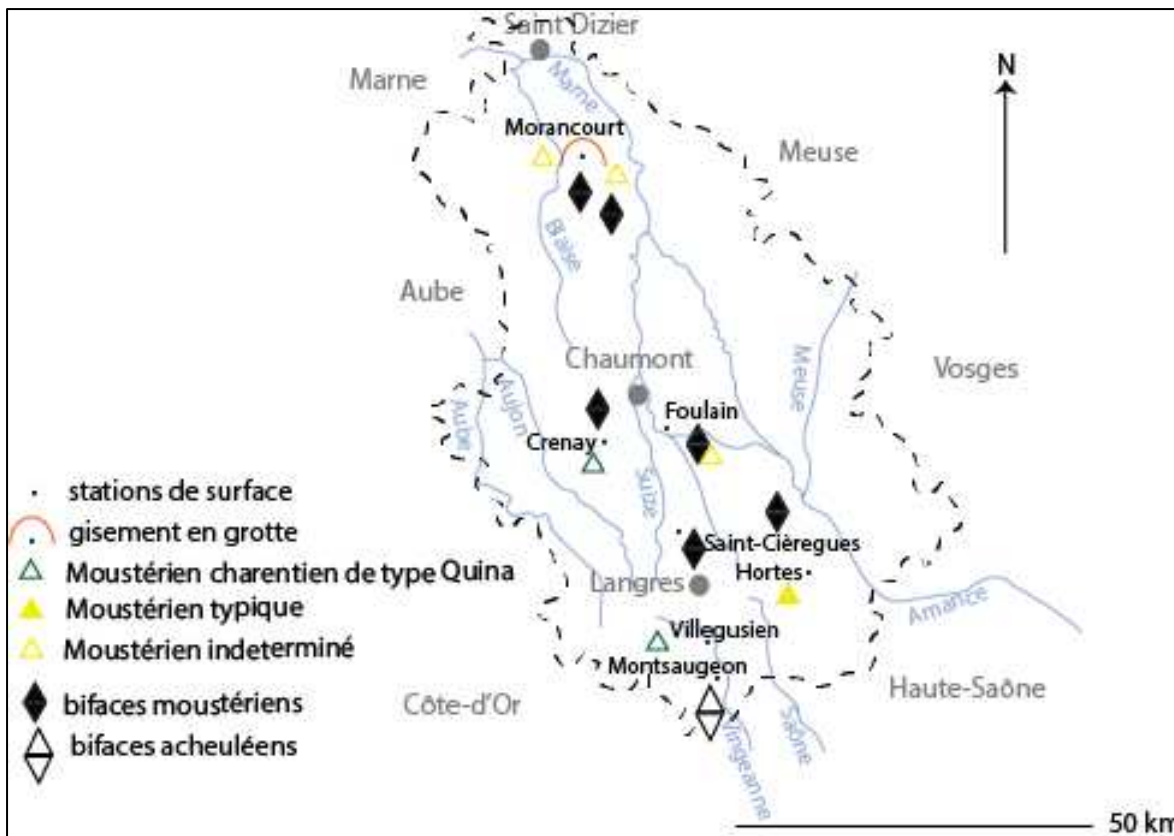 Saint Dizier
Marne
Marne
N
Morancourt
Meuse
Blaise
Aube
Chaumont
Meuse
Vosges
Aujon
Aube
Foulain
Crenay
Suize
stations de surface
gisement en grotte
Saint-Cièregues
Moustérien charentien de type Quina
Langres
Hortes
Moustérien typique
Amance
Villegusien
Moustérien indeterminé
Montsaugeon
Haute-Saône
bifaces moustériens
Côte-d'Or
Saône
bifaces acheuléens
Vingeanne
50 km